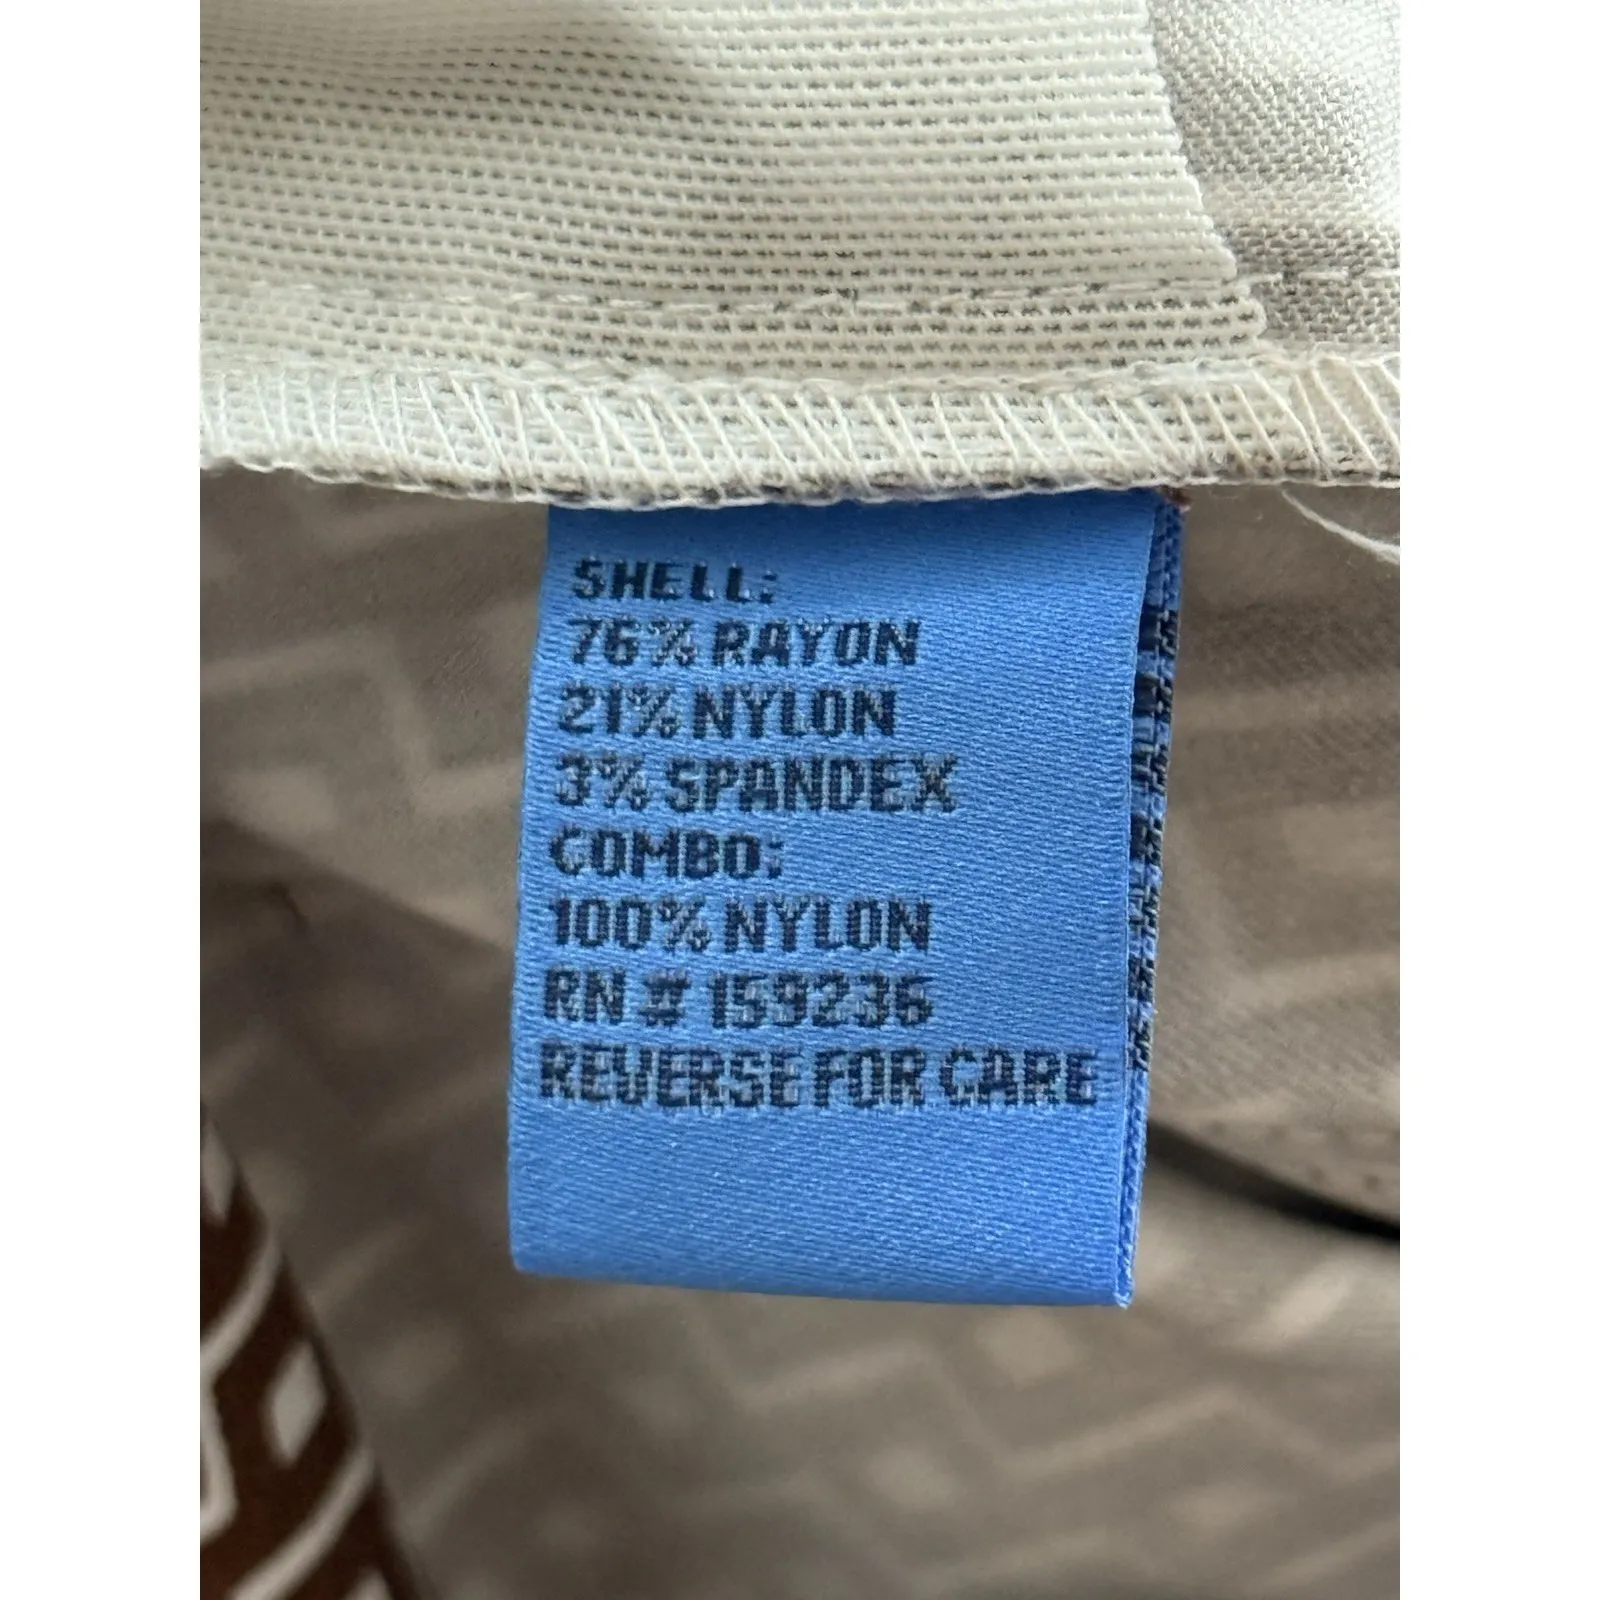 SHELL:
76% RAYON
21% NYLON
3% SPANDEX
COMBO:
100% NYLON
RN # 159236
REVERSE FOR CARE